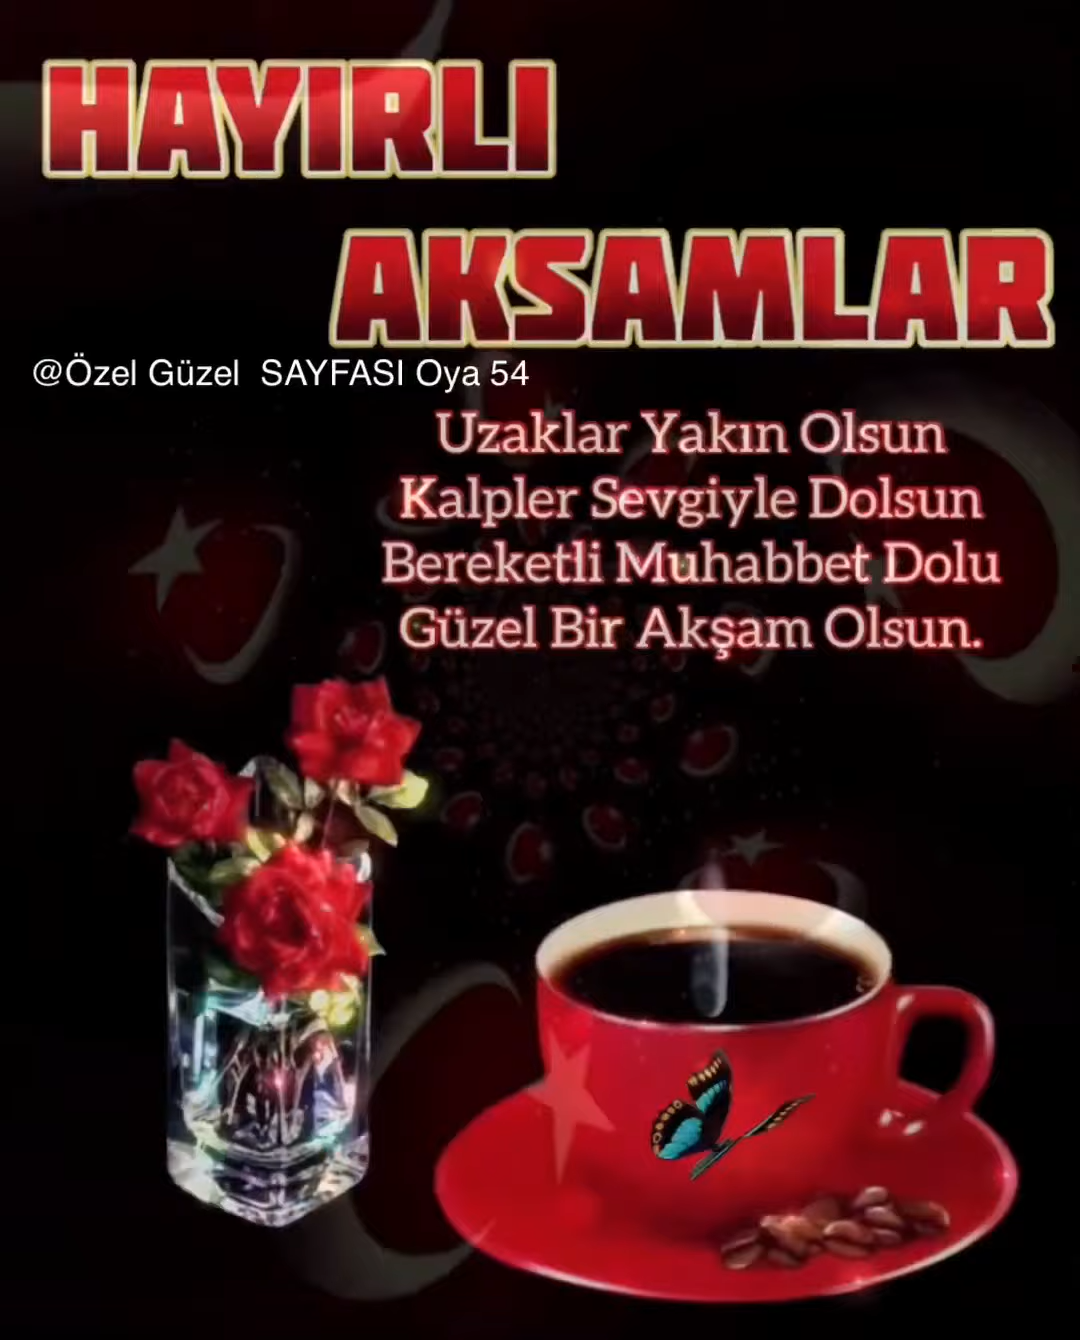 HAYIRLI
AKSAMLAR
@Özel Güzel  SAYFASI Oya 54
Uzaklar Yakın Olsun
Kalpler Sevgiyle Dolsun
Bereketli Muhabbet Dolu
Güzel Bir Akşam Olsun.